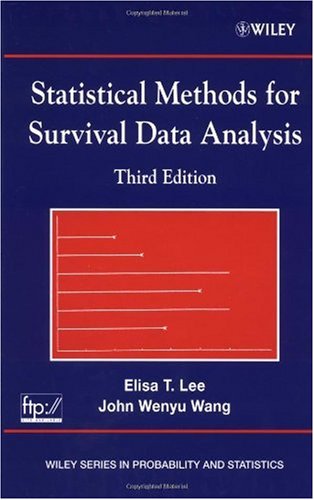 WILEY
Statistical Methods for
Survival Data Analysis
Third Edition
Elisa T. Lee
John Wenyu Wang
ftp://
WILEY SERIES IN PROBABILITY AND STATISTICS